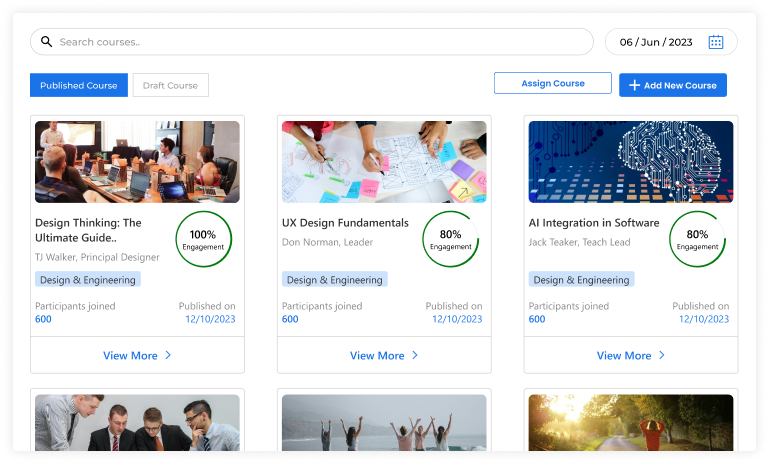 Search courses..
06 / Jun / 2023
Published Course
Draft Course
Assign Course
Add New Course
Design Thinking: The
Ultimate Guide..
TJ Walker, Principal Designer
100%
Engagement
Design & Engineering
Participants joined
600
Published on
12/10/2023
View More
UX Design Fundamentals
Don Norman, Leader
80%
Engagement
Design & Engineering
Participants joined
600
Published on
12/10/2023
View More
AI Integration in Software
Jack Teaker, Teach Lead
80%
Engagement
Design & Engineering
Participants joined
600
Published on
12/10/2023
View More